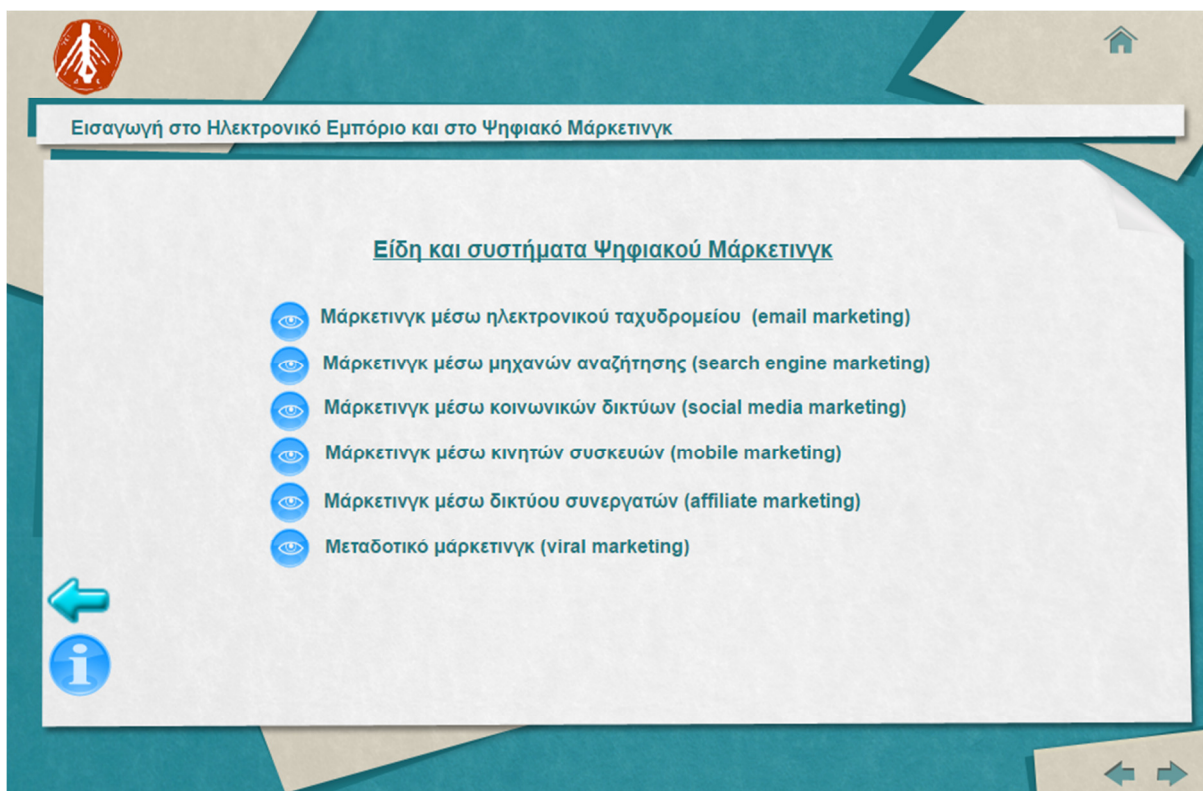 Εισαγωγή στο Ηλεκτρονικό Εμπόριο και στο Ψηφιακό Μάρκετινγκ
Είδη και συστήματα Ψηφιακού Μάρκετινγκ
Μάρκετινγκ μέσω ηλεκτρονικού ταχυδρομείου (email marketing)
Μάρκετινγκ μέσω μηχανών αναζήτησης (search engine marketing)
Μάρκετινγκ μέσω κοινωνικών δικτύων (social media marketing)
Μάρκετινγκ μέσω κινητών συσκευών (mobile marketing)
Μάρκετινγκ μέσω δικτύου συνεργατών (affiliate marketing)
Μεταδοτικό μάρκετινγκ (viral marketing)